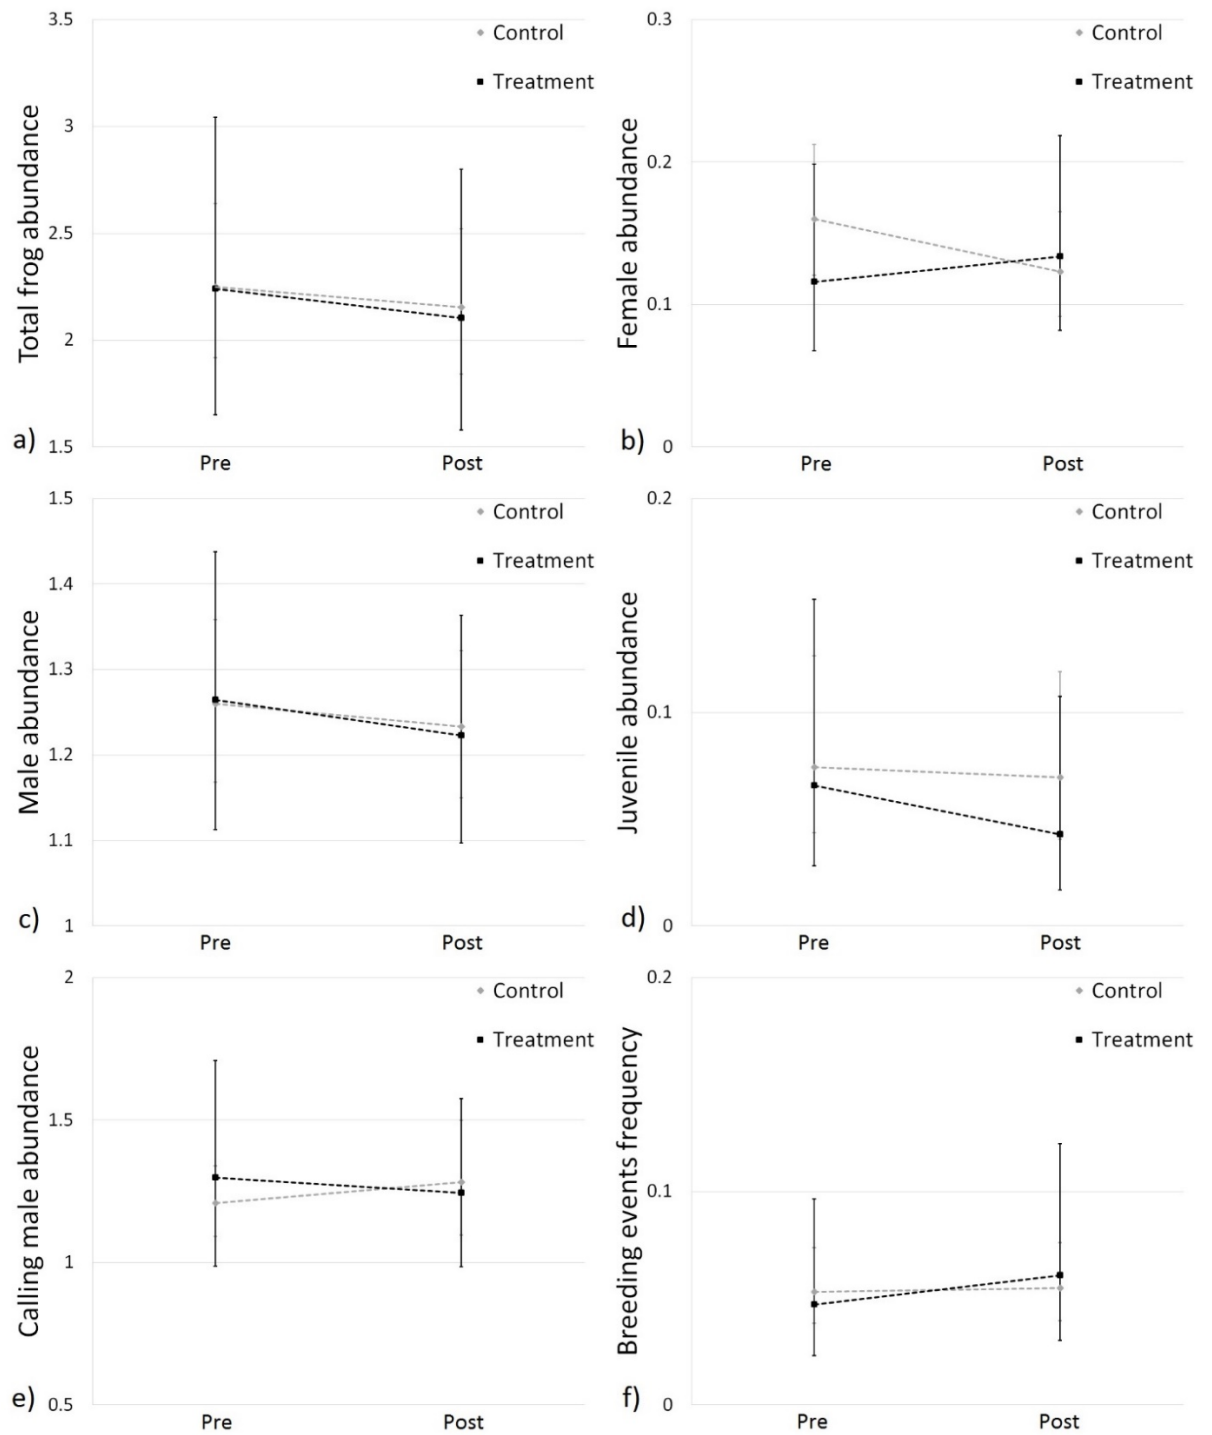 3.5
Control
Treatment
3
Total frog abundance
2.5
2
a)
1.5
Pre
Post
0.3
Control
Treatment
0.2
Female abundance
0.1
b)
0
Pre
Post
1.5
Control
Treatment
1.4
Male abundance
1.3
1.2
1.1
c)
1
Pre
Post
0.2
Control
Treatment
Juvenile abundance
0.1
d)
0
Pre
Post
2
Control
Treatment
Calling male abundance
1.5
1
e)
0.5
Pre
Post
0.2
Control
Treatment
Breeding events frequency
0.1
f)
0
Pre
Post